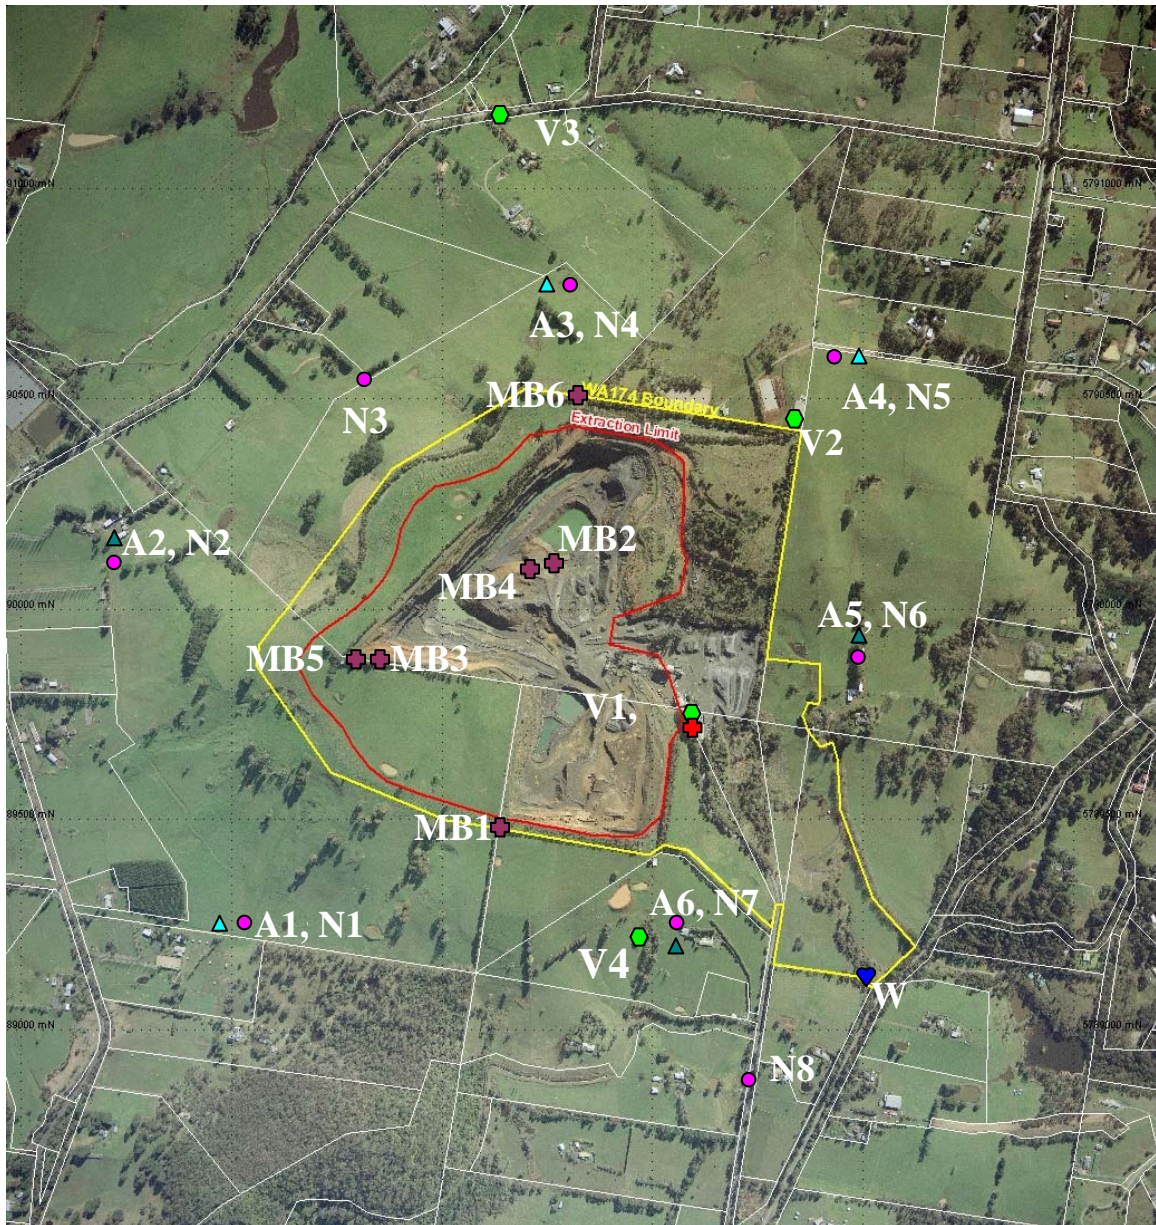 V3
91000 mN
5791000 mN
A3, N4
A4, N5
MB6
WA174 Boundary
90500 mN
5790500 mN
N3
Extraction Limit
V2
A2, N2
MB2
MB4
90000 mN
A5, N6
MB5
MB3
V1,
89500 mN
MB1
A1, N1
A6, N7
V4
W
89000 mN
5789000 mN
N8